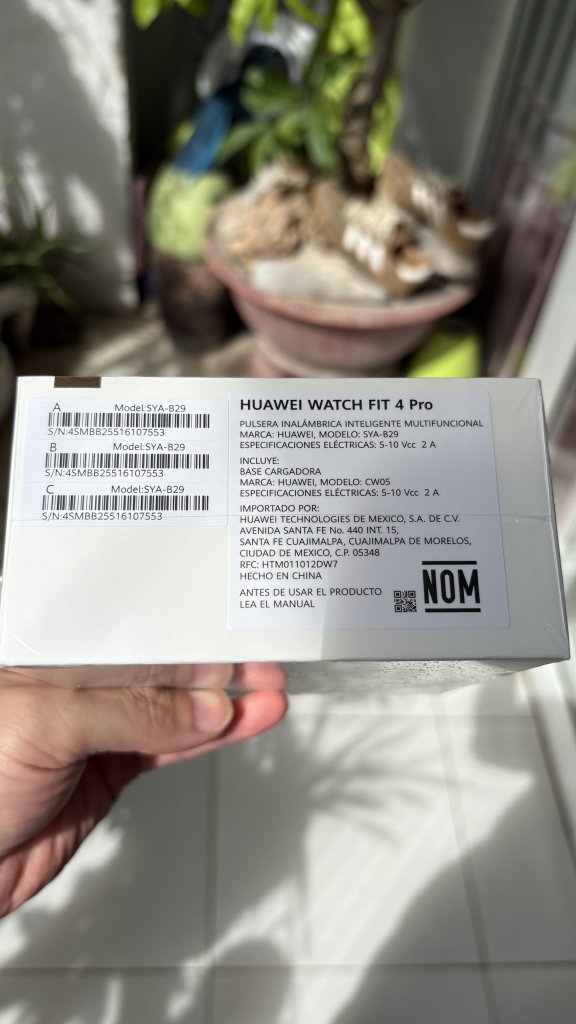 A Model:SYA-B29
S/N:4SMBB25516107553
B Model:SYA-B29
S/N:4SMBB25516107553
C Model:SYA-B29
S/N:4SMBB25516107553
HUAWEI WATCH FIT 4 Pro
PULSERA INALÁMBRICA INTELIGENTE MULTIFUNCIONAL
MARCA: HUAWEI, MODELO: SYA-B29
ESPECIFICACIONES ELÉCTRICAS: 5-10 Vcc 2 A
INCLUYE:
BASE CARGADORA
MARCA: HUAWEI, MODELO: CW05
ESPECIFICACIONES ELÉCTRICAS: 5-10 Vcc 2 A
IMPORTADO POR:
HUAWEI TECHNOLOGIES DE MEXICO, S.A. DE C.V.
AVENIDA SANTA FE No. 440 INT. 15,
SANTA FE CUAJIMALPA, CUAJIMALPA DE MORELOS,
CIUDAD DE MEXICO, C.P. 05348
RFC: HTM011012DW7
HECHO EN CHINA
ANTES DE USAR EL PRODUCTO
LEA EL MANUAL
NOM